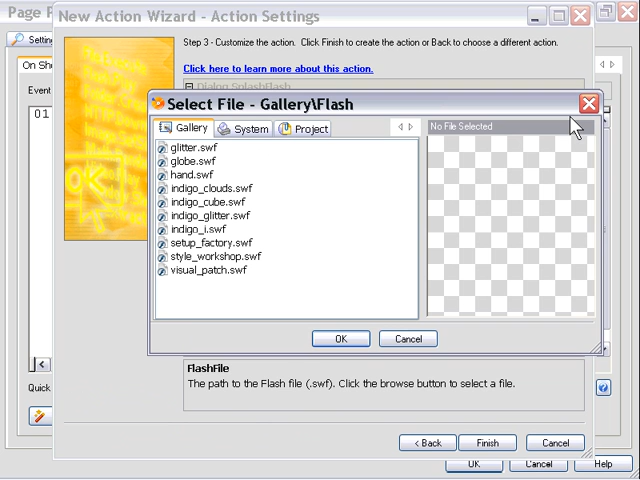 Page P
New Action Wizard - Action Settings
Setting
Step 3 - Customize the action. Click Finish to create the action or Back to choose a different action.
Click here to learn more about this action.
On Sh
Dialog.SplashFlash
Event
01
Select File - Gallery\Flash
Gallery
System
Project
No File Selected
glitter.swf
globe.swf
hand.swf
indigo_clouds.swf
indigo_cube.swf
indigo_glitter.swf
indigo_i.swf
setup_factory.swf
style_workshop.swf
visual_patch.swf
OK
Cancel
FlashFile
The path to the Flash file (.swf). Click the browse button to select a file.
Quick
< Back
Finish
Cancel
OK
Cancel
Help